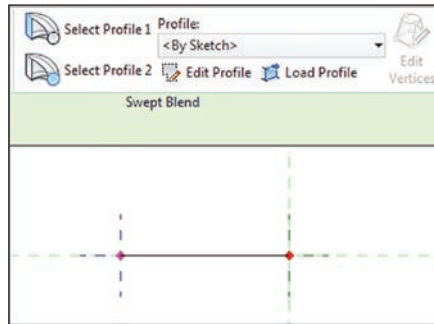 Select Profile 1
Profile:
<By Sketch>
Select Profile 2
Edit Profile
Load Profile
Edit
Vertices
Swept Blend